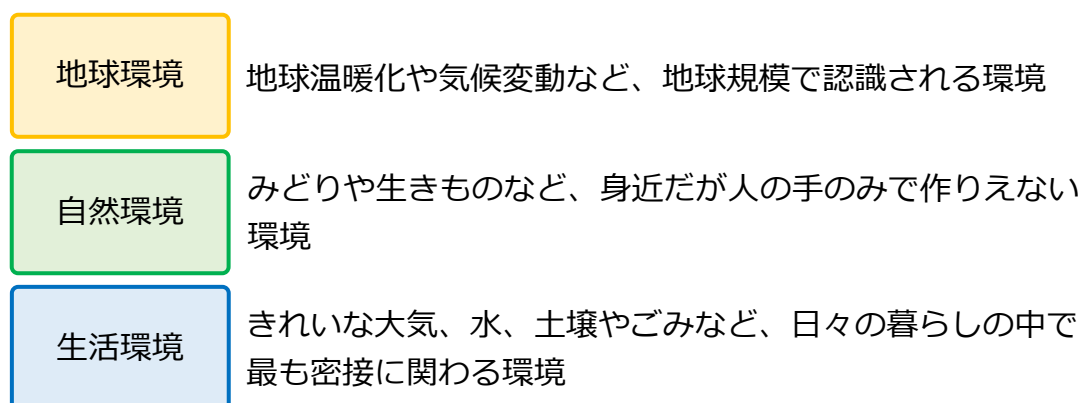 地球環境
地球温暖化や気候変動など、地球規模で認識される環境
自然環境
みどりや生きものなど、身近だが人の手のみで作りえない
環境
生活環境
きれいな大気、水、土壌やごみなど、日々の暮らしの中で
最も密接に関わる環境